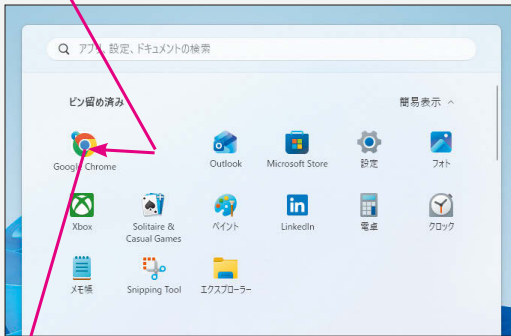 アプリ、設定、ドキュメントの検索
ピン留め済み
簡易表示
Google Chrome
Outlook
Microsoft Store
設定
フォト
Xbox
Solitaire &
Casual Games
ペイント
LinkedIn
電卓
クロック
メモ帳
Snipping Tool
エクスプローラー